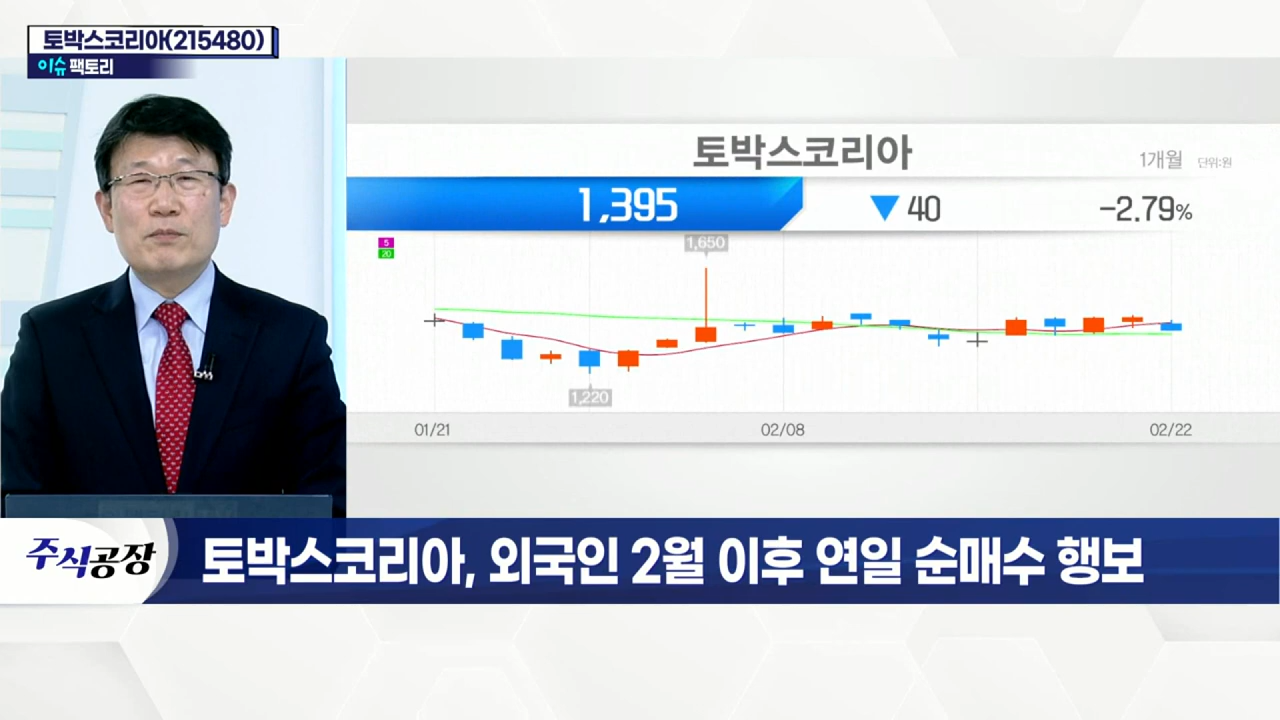 토박스코리아(215480)
이슈 팩토리
토박스코리아
1개월 단위:원
1,395 ▼40 -2.79%
5
20
1,650
1,220
01/21 02/08 02/22
주식공장
토박스코리아, 외국인 2월 이후 연일 순매수 행보